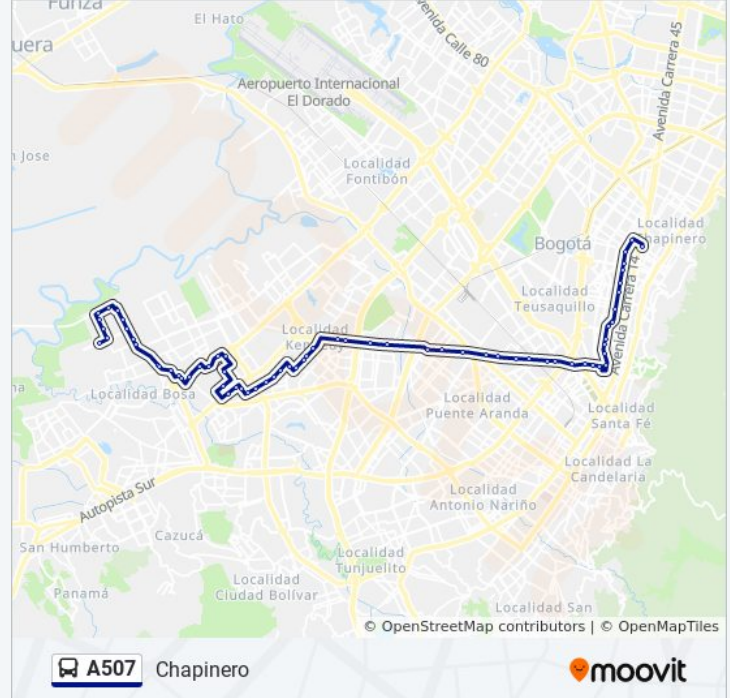 Funza
El Hato
Avenida Calle 80
Avenida Carrera 45
uera
Aeropuerto Internacional
El Dorado
n Jose
Localidad
Fontibón
Localidad
Chapinero
Bogotá
Localidad
Teusaquillo
Avenida Carrera 14
Localidad
Kennedy
na
Localidad Bosa
Localidad
Puente Aranda
Localidad
Santa Fé
Localidad La
Candelaria
Autopista Sur
Localidad
Antonio Nariño
Cazucá
San Humberto
Localidad
Tunjuelito
Panamá
Localidad
Ciudad Bolívar
Localidad San
© OpenStreetMap contributors | © OpenMapTiles
A507 Chapinero
moovit